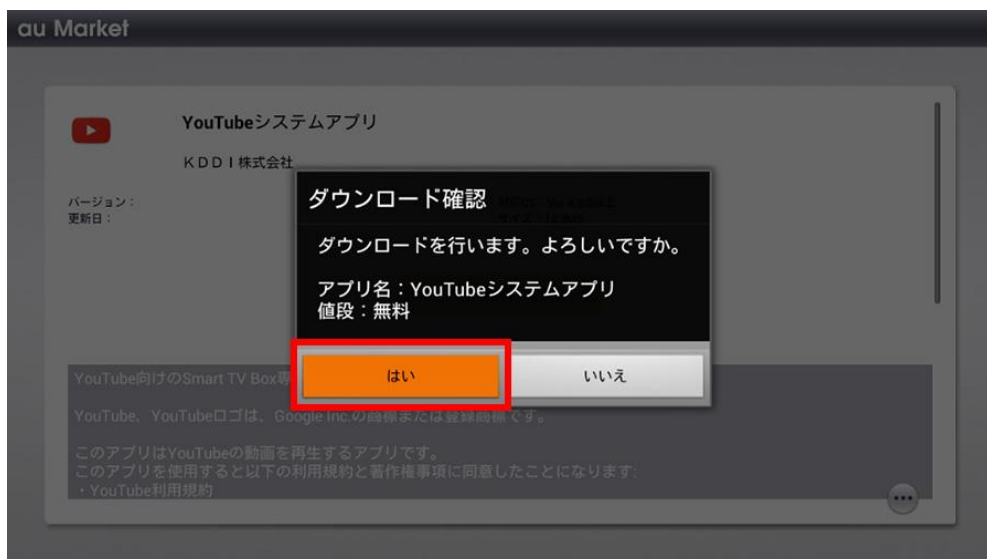 au Market
YouTubeシステムアプリ
KDDI株式会社
バージョン:
更新日:
ダウンロード確認
ダウンロードを行います。よろしいですか。
アプリ名:YouTubeシステムアプリ
値段:無料
はい
いいえ
YouTube向けのSmart TV Box専
YouTube、YouTubeロゴは、Google Inc.の商標または登録商標です。
このアプリはYouTubeの動画を再生するアプリです。
このアプリを使用すると以下の利用規約と著作権事項に同意したことになります:
・YouTube利用規約